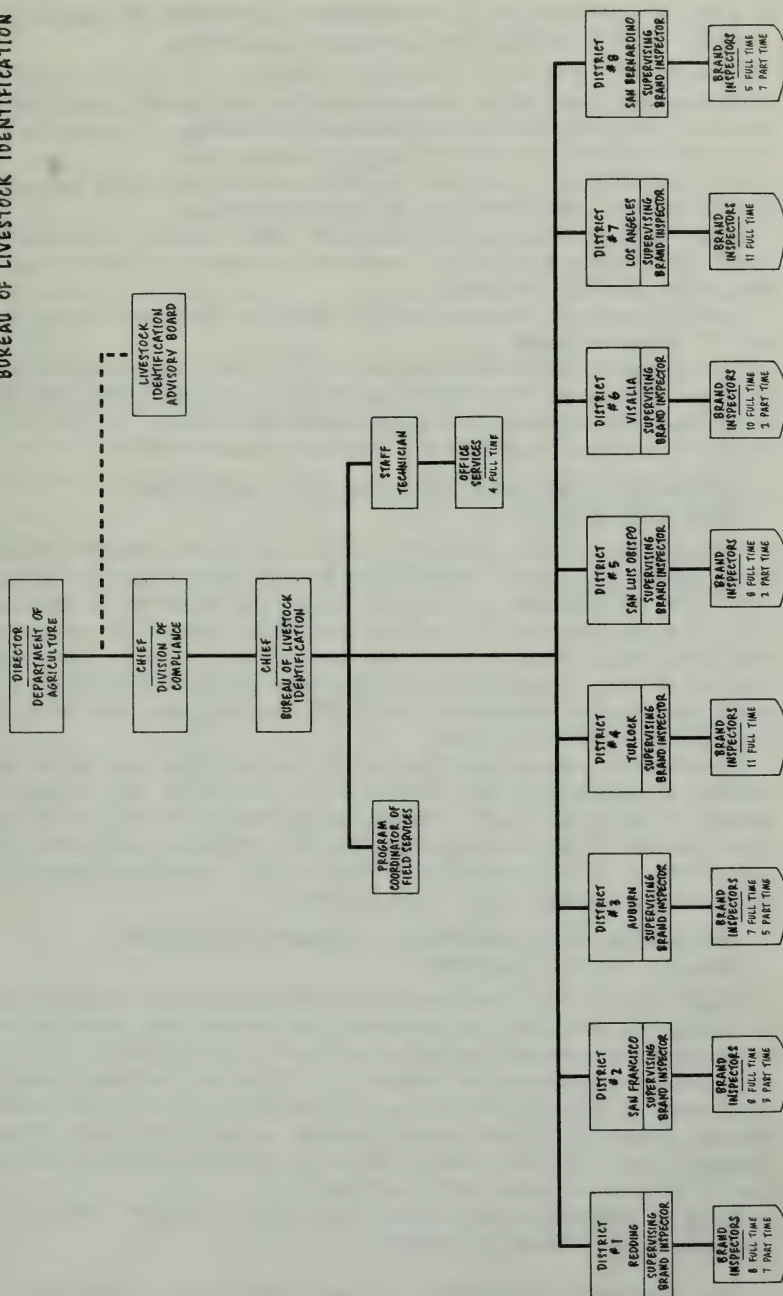 BUREAU OF LIVESTOCK IDENTIFICATION
DIRECTOR
DEPARTMENT OF
AGRICULTURE
LIVESTOCK
IDENTIFICATION
ADVISORY BOARD
CHIEF
DIVISION OF
COMPLIANCE
CHIEF
BUREAU OF LIVESTOCK
IDENTIFICATION
PROGRAM
COORDINATOR OF
FIELD SERVICES
STAFF
TECHNICIAN
OFFICE
SERVICES
4 FULL TIME
DISTRICT
#1
REDDING
SUPERVISING
BRAND INSPECTOR
BRAND
INSPECTORS
8 FULL TIME
7 PART TIME
DISTRICT
#2
SAN FRANCISCO
SUPERVISING
BRAND INSPECTOR
BRAND
INSPECTORS
8 FULL TIME
3 PART TIME
DISTRICT
#3
AUBURN
SUPERVISING
BRAND INSPECTOR
BRAND
INSPECTORS
7 FULL TIME
5 PART TIME
DISTRICT
#4
TURLOCK
SUPERVISING
BRAND INSPECTOR
BRAND
INSPECTORS
11 FULL TIME
DISTRICT
#5
SAN LUIS OBISPO
SUPERVISING
BRAND INSPECTOR
BRAND
INSPECTORS
8 FULL TIME
2 PART TIME
DISTRICT
#6
VISALIA
SUPERVISING
BRAND INSPECTOR
BRAND
INSPECTORS
10 FULL TIME
2 PART TIME
DISTRICT
#7
LOS ANGELES
SUPERVISING
BRAND INSPECTOR
BRAND
INSPECTORS
11 FULL TIME
DISTRICT
#8
SAN BERNARDINO
SUPERVISING
BRAND INSPECTOR
BRAND
INSPECTORS
5 FULL TIME
7 PART TIME